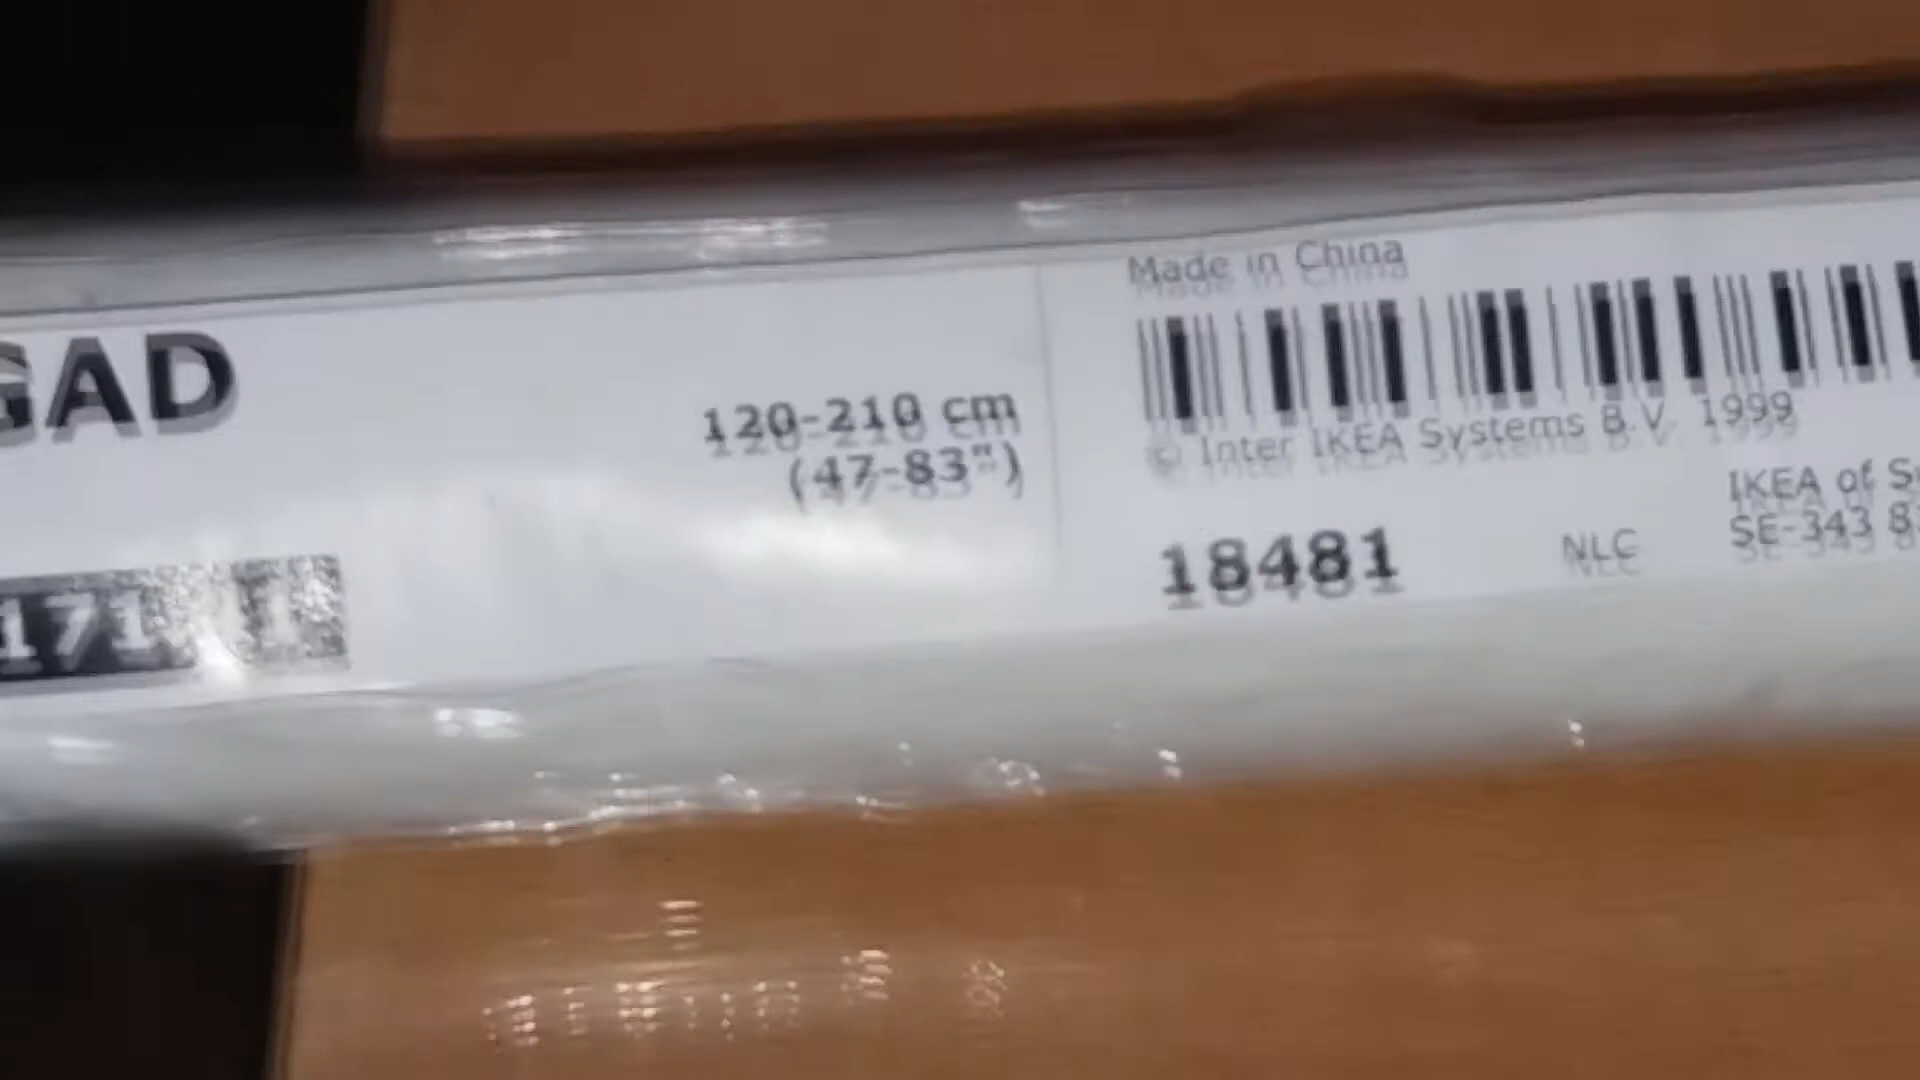 GAD
120-210 cm
(47-83")
171
Made in China
© Inter IKEA Systems B.V. 1999
18481
NLC
IKEA of
SE-343